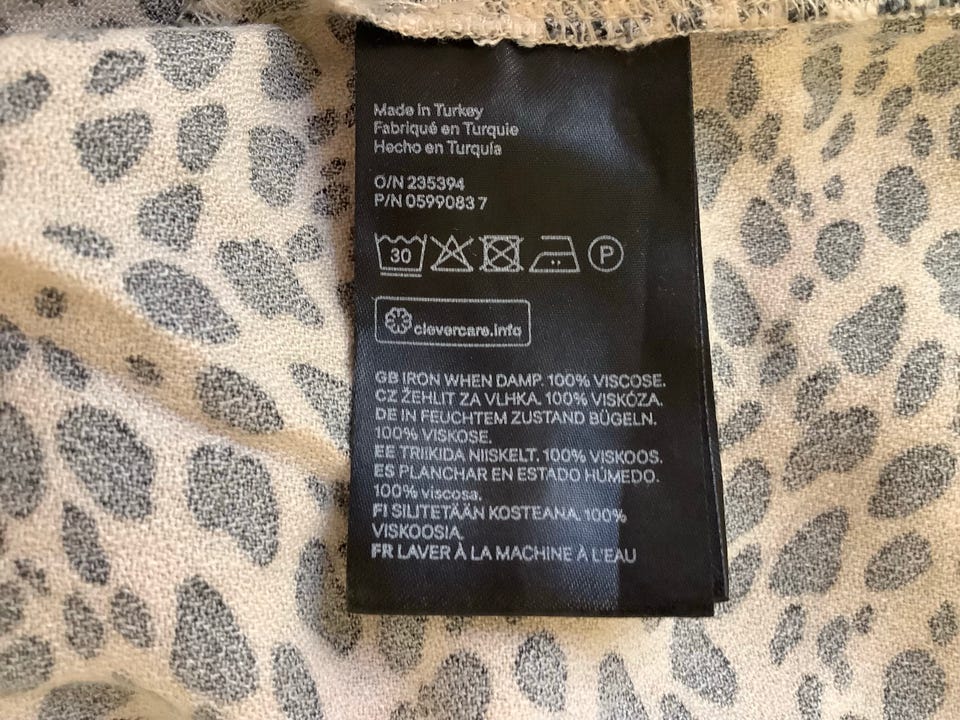 Made in Turkey
Fabriqué en Turquie
Hecho en Turquía
O/N 235394
P/N 0599083 7
30
P
clevercare.info
GB IRON WHEN DAMP. 100% VISCOSE.
CZ ŽEHLIT ZA VLHKA. 100% VISKÓZA.
DE IN FEUCHTEM ZUSTAND BÜGELN.
100% VISKOSE.
EE TRIIKIDA NIISKELT. 100% VISKOOS.
ES PLANCHAR EN ESTADO HÚMEDO.
100% viscosa.
FI SILITETÄÄN KOSTEANA. 100%
VISKOOSIA.
FR LAVER À LA MACHINE À L'EAU